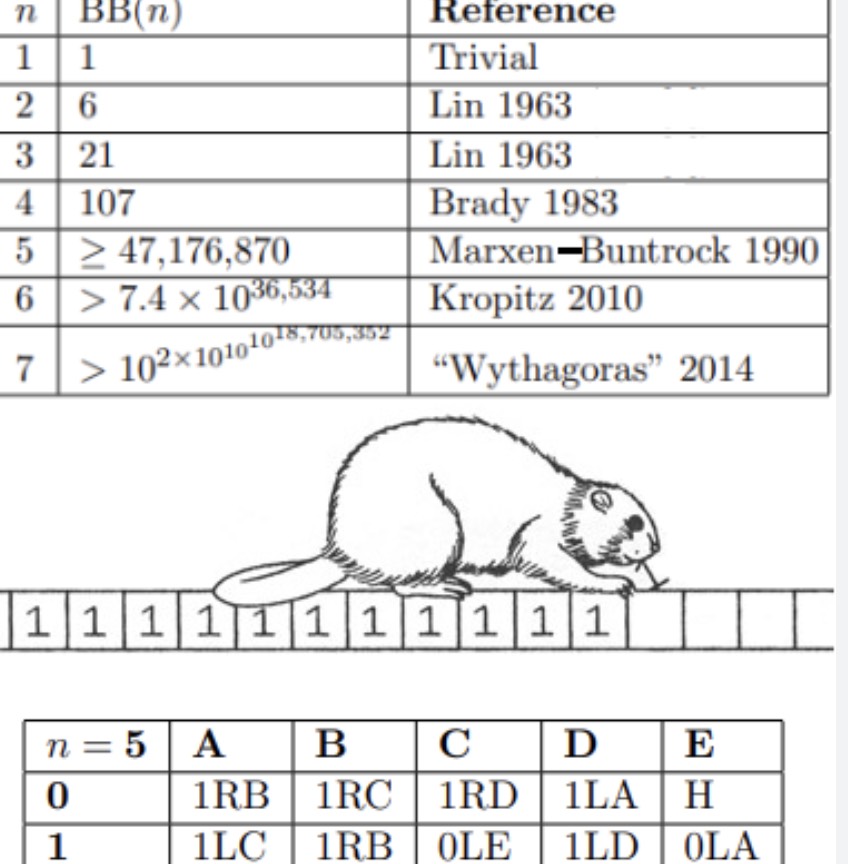 n BB(n) Reference
1 1 Trivial
2 6 Lin 1963
3 21 Lin 1963
4 107 Brady 1983
5 ≥ 47,176,870 Marxen–Buntrock 1990
6 > 7.4 × 10^36,534 Kropitz 2010
7 > 10^2×10^10^10^18,705,352 “Wythagoras” 2014
1 1 1 1 1 1 1 1 1 1 1
n = 5 A B C D E
0 1RB 1RC 1RD 1LA H
1 1LC 1RB 0LE 1LD 0LA